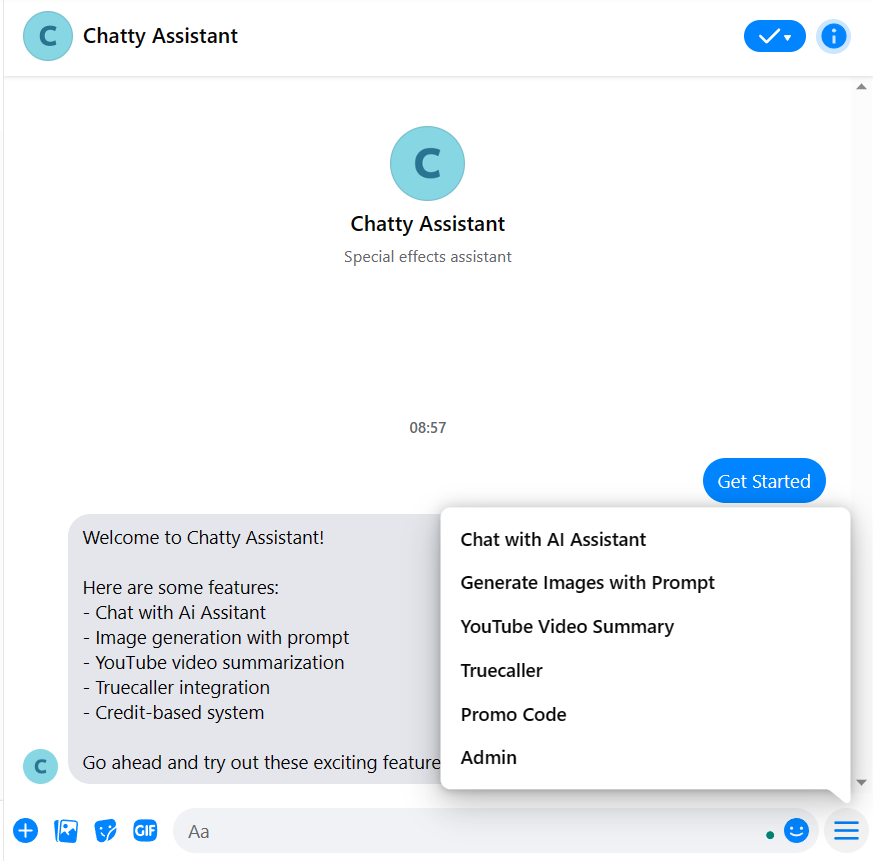 C
Chatty Assistant
C
Chatty Assistant
Special effects assistant
08:57
Get Started
Welcome to Chatty Assistant!
Here are some features:
- Chat with Ai Assitant
- Image generation with prompt
- YouTube video summarization
- Truecaller integration
- Credit-based system
Go ahead and try out these exciting feature
C
Chat with AI Assistant
Generate Images with Prompt
YouTube Video Summary
Truecaller
Promo Code
Admin
GIF
Aa